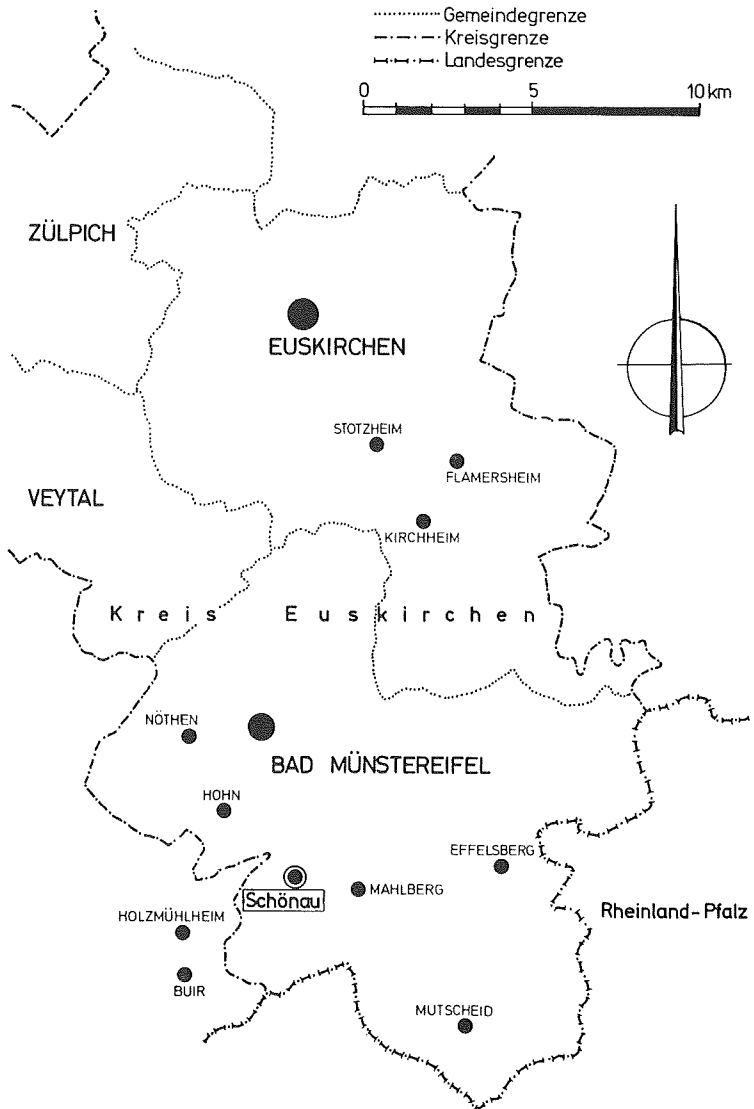 Gemeindegrenze
Kreisgrenze
Landesgrenze
0 5 10 km
ZÜLPICH
EUSKIRCHEN
STOTZHEIM
FLAMERSHEIM
VEYTAL
KIRCHHEIM
Kreis Euskirchen
NÖTHEN
BAD MÜNSTEREIFEL
HOHN
EFFELSBERG
MAHLBERG
Schönau
Rheinland-Pfalz
HOLZMÜHLHEIM
BUIR
MUTSCHEID